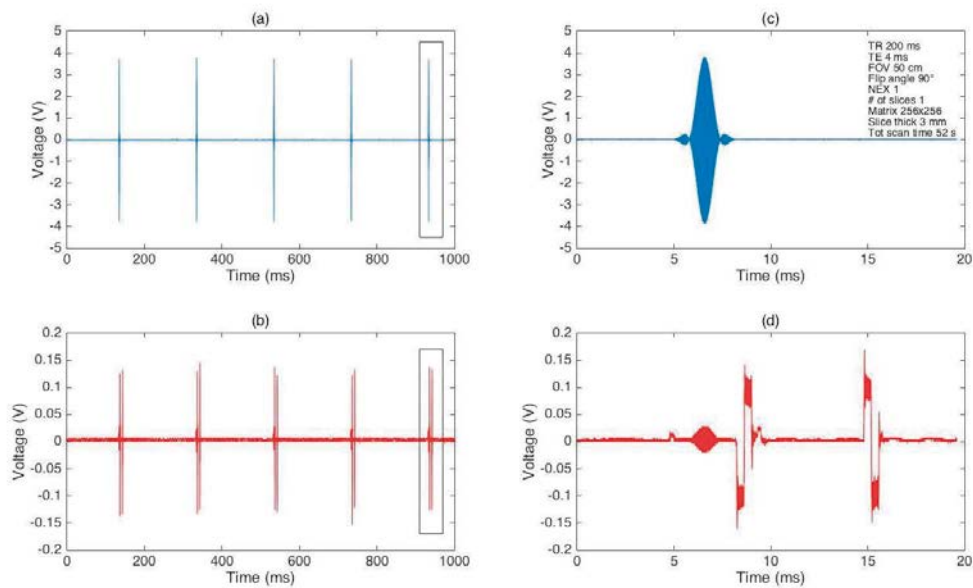 (a)
5
4
3
2
1
0
-1
-2
-3
-4
-5
Voltage (V)
0 200 400 600 800 1000
Time (ms)
(c)
5
4
3
2
1
0
-1
-2
-3
-4
-5
Voltage (V)
TR 200 ms
TE 4 ms
FOV 50 cm
Flip angle 90°
NEX 1
# of slices 1
Matrix 256x256
Slice thick 3 mm
Tot scan time 52 s
0 5 10 15 20
Time (ms)
(b)
0.2
0.15
0.1
0.05
0
-0.05
-0.1
-0.15
-0.2
Voltage (V)
0 200 400 600 800 1000
Time (ms)
(d)
0.2
0.15
0.1
0.05
0
-0.05
-0.1
-0.15
-0.2
Voltage (V)
0 5 10 15 20
Time (ms)